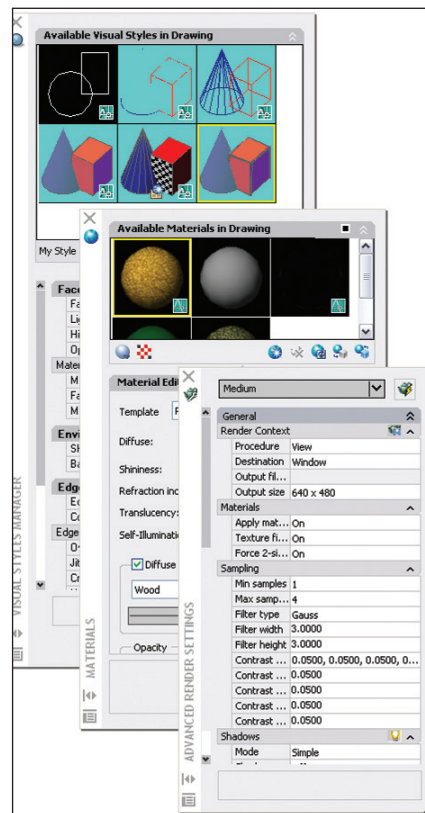 Available Visual Styles in Drawing
My Style
Face
Fa
Li
Hi
Op
Mater
M
Fa
M
Envi
Sh
Ba
Edge
Ed
Co
Edge
O
Jit
Cr
VISUAL STYLES MANAGER
Available Materials in Drawing
Material Edi
Template
Diffuse:
Shininess:
Refraction ind
Translucency:
Self-Illuminati
Diffuse
Wood
Opacity
MATERIALS
Medium
General
Render Context
Procedure View
Destination Window
Output fil...
Output size 640 x 480
Materials
Apply mat... On
Texture fi... On
Force 2-si... On
Sampling
Min samples 1
Max samp... 4
Filter type Gauss
Filter width 3.0000
Filter height 3.0000
Contrast ... 0.0500, 0.0500, 0.0500, 0...
Contrast ... 0.0500
Contrast ... 0.0500
Contrast ... 0.0500
Contrast ... 0.0500
Shadows
Mode Simple
ADVANCED RENDER SETTINGS